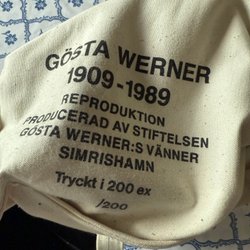 GÖSTA WERNER
1909-1989
REPRODUKTION
PRODUCERAD AV STIFTELSEN
GÖSTA WERNER:S VÄNNER
SIMRISHAMN
Tryckt i 200 ex
/200